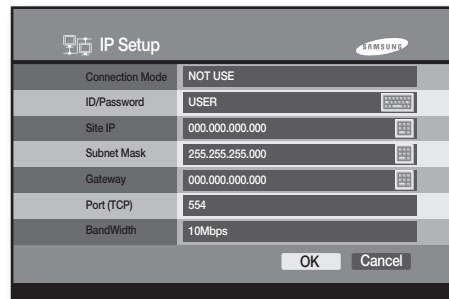 IP Setup
SAMSUNG
Connection Mode NOT USE
ID/Password USER
Site IP 000.000.000.000
Subnet Mask 255.255.255.000
Gateway 000.000.000.000
Port (TCP) 554
BandWidth 10Mbps
OK Cancel